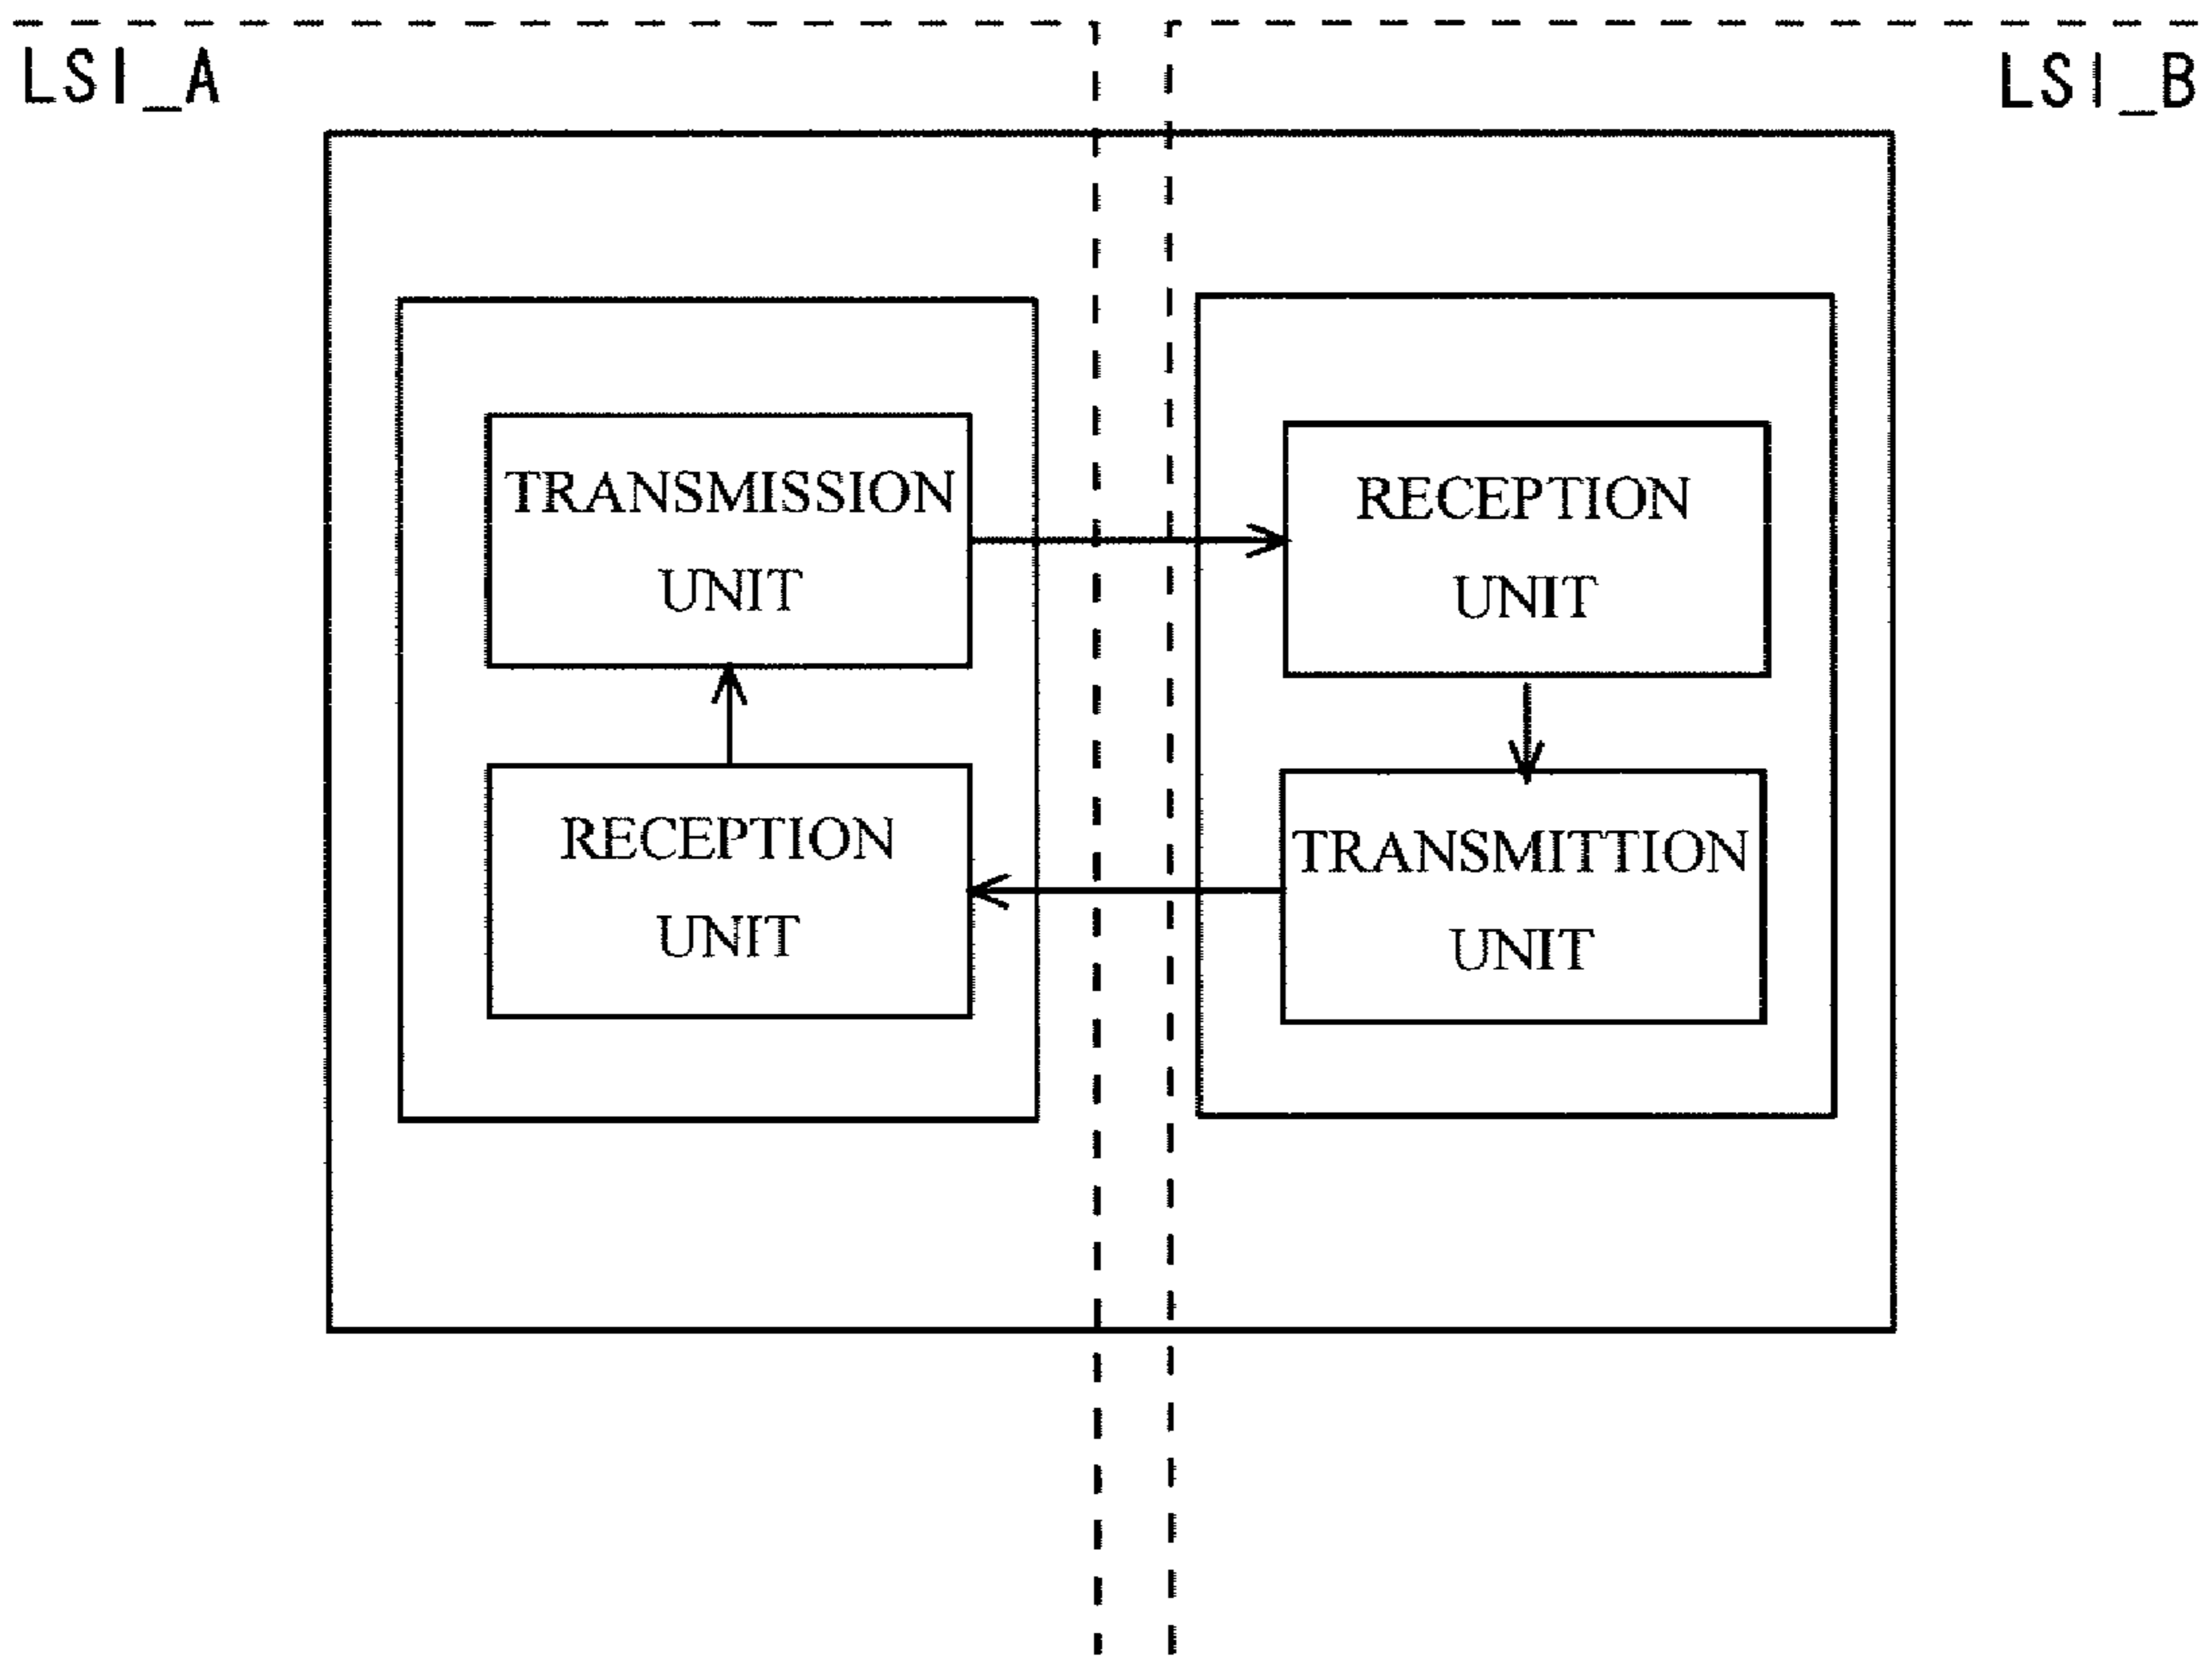 LSI_A
LSI_B
TRANSMISSION
UNIT
RECEPTION
UNIT
RECEPTION
UNIT
TRANSMITTION
UNIT